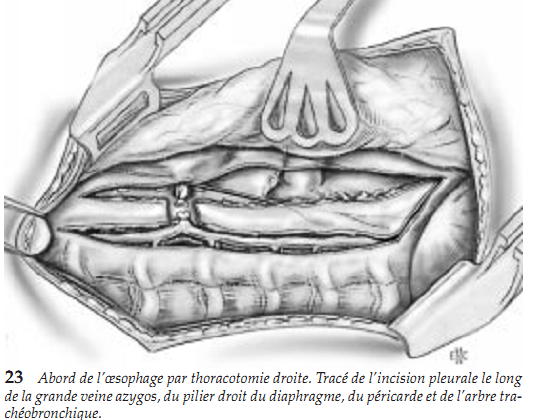 23 Abord de l'œsophage par thoracotomie droite. Tracé de l'incision pleurale le long
de la grande veine azygos, du pilier droit du diaphragme, du péricarde et de l'arbre tra-
chéobronchique.